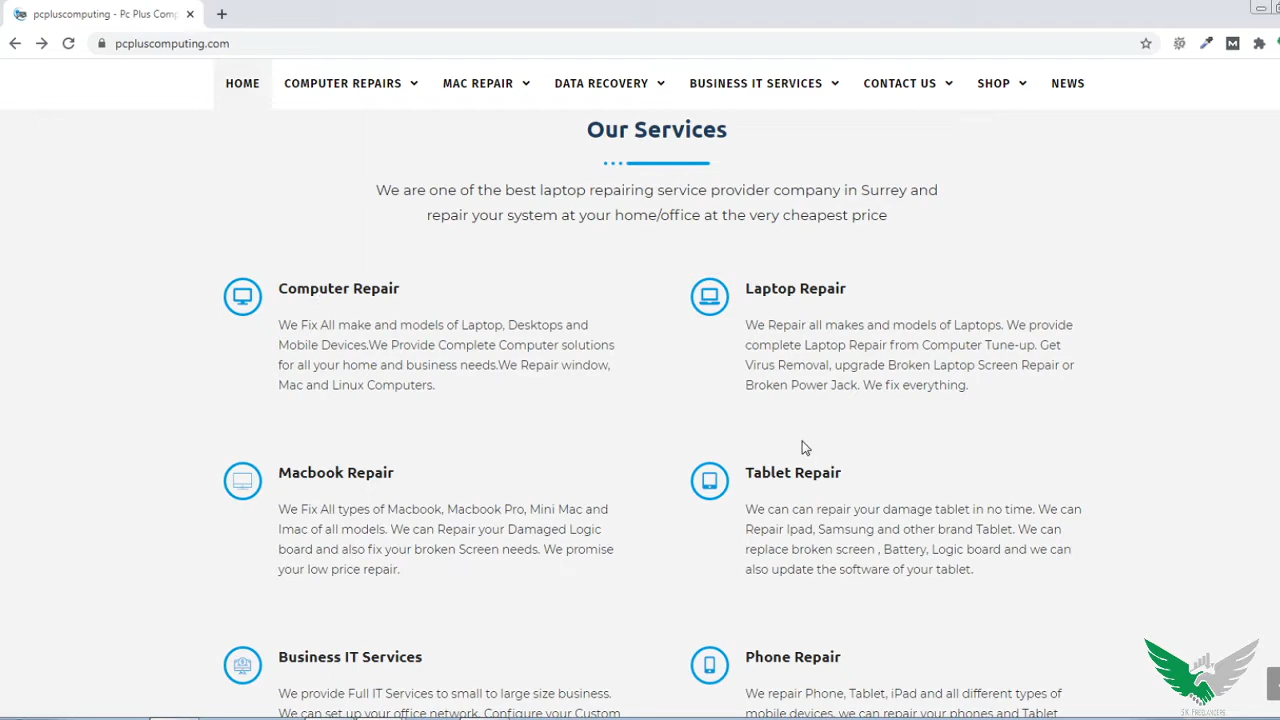 pcpluscomputing - Pc Plus Comp
pcpluscomputing.com
HOME COMPUTER REPAIRS MAC REPAIR DATA RECOVERY BUSINESS IT SERVICES CONTACT US SHOP NEWS
Our Services
We are one of the best laptop repairing service provider company in Surrey and
repair your system at your home/office at the very cheapest price
Computer Repair
We Fix All make and models of Laptop, Desktops and
Mobile Devices.We Provide Complete Computer solutions
for all your home and business needs.We Repair window,
Mac and Linux Computers.
Laptop Repair
We Repair all makes and models of Laptops. We provide
complete Laptop Repair from Computer Tune-up. Get
Virus Removal, upgrade Broken Laptop Screen Repair or
Broken Power Jack. We fix everything.
Macbook Repair
We Fix All types of Macbook, Macbook Pro, Mini Mac and
Imac of all models. We can Repair your Damaged Logic
board and also fix your broken Screen needs. We promise
your low price repair.
Tablet Repair
We can can repair your damage tablet in no time. We can
Repair Ipad, Samsung and other brand Tablet. We can
replace broken screen , Battery, Logic board and we can
also update the software of your tablet.
Business IT Services
We provide Full IT Services to small to large size business.
We can set up your office network. Configure your Custom
Phone Repair
We repair Phone, Tablet, iPad and all different types of
mobile devices. we can repair your phones and Tablet
S.K. FREELANCERS